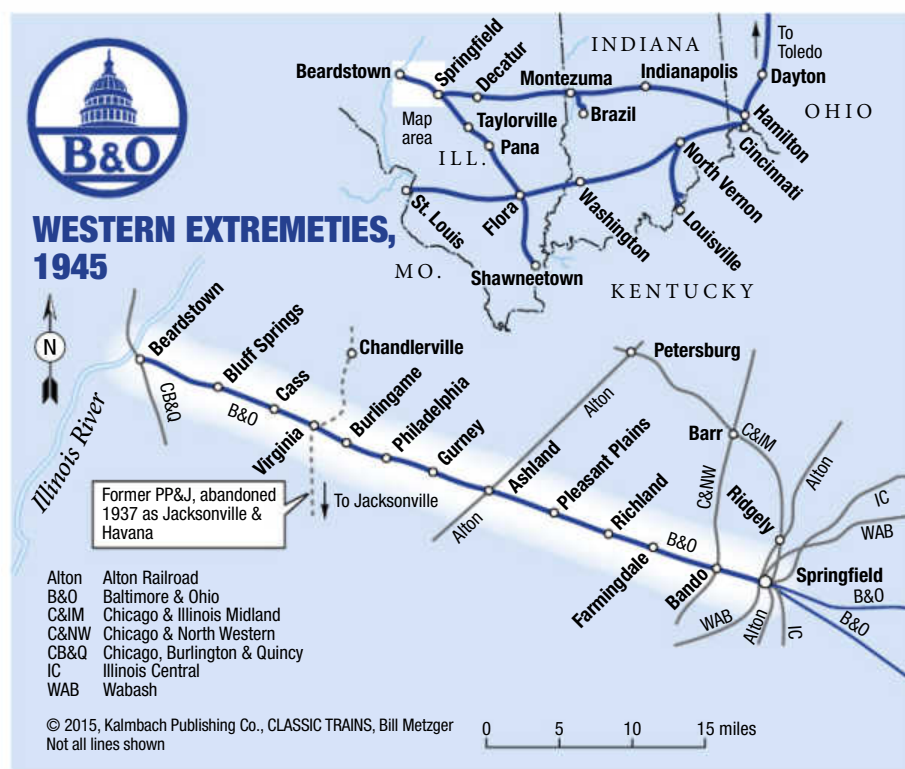 B&O
WESTERN EXTREMETIES,
1945
INDIANA
To
Toledo
Beardstown
Springfield
Decatur
Montezuma
Indianapolis
Dayton
OHIO
Map
area
Taylorville
Brazil
Hamilton
Cincinnati
ILL.
Pana
North Vernon
St. Louis
Flora
Washington
Louisville
MO.
Shawneetown
KENTUCKY
N
Illinois River
Beardstown
CB&Q
Bluff Springs
B&O
Cass
Virginia
Chandlerville
Burlingame
Philadelphia
Gurney
To Jacksonville
Former PP&J, abandoned
1937 as Jacksonville &
Havana
Alton
Alton
Ashland
Petersburg
Pleasant Plains
Richland
Farmingdale
B&O
Barr
C&IM
C&NW
Bando
Ridgely
Alton
IC
WAB
Springfield
B&O
B&O
WAB
Alton
IC
Alton Alton Railroad
B&O Baltimore & Ohio
C&IM Chicago & Illinois Midland
C&NW Chicago & North Western
CB&Q Chicago, Burlington & Quincy
IC Illinois Central
WAB Wabash
© 2015, Kalmbach Publishing Co., CLASSIC TRAINS, Bill Metzger
Not all lines shown
0 5 10 15 miles